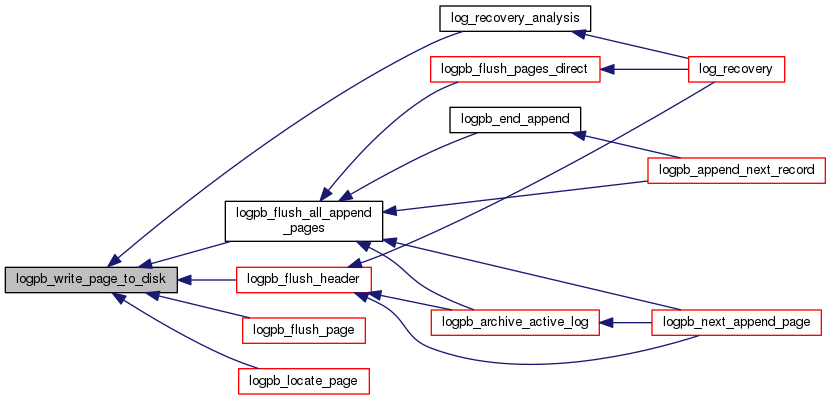 log_recovery_analysis
logpb_flush_pages_direct
log_recovery
logpb_end_append
logpb_append_next_record
logpb_flush_all_append
_pages
logpb_write_page_to_disk
logpb_flush_header
logpb_archive_active_log
logpb_next_append_page
logpb_flush_page
logpb_locate_page